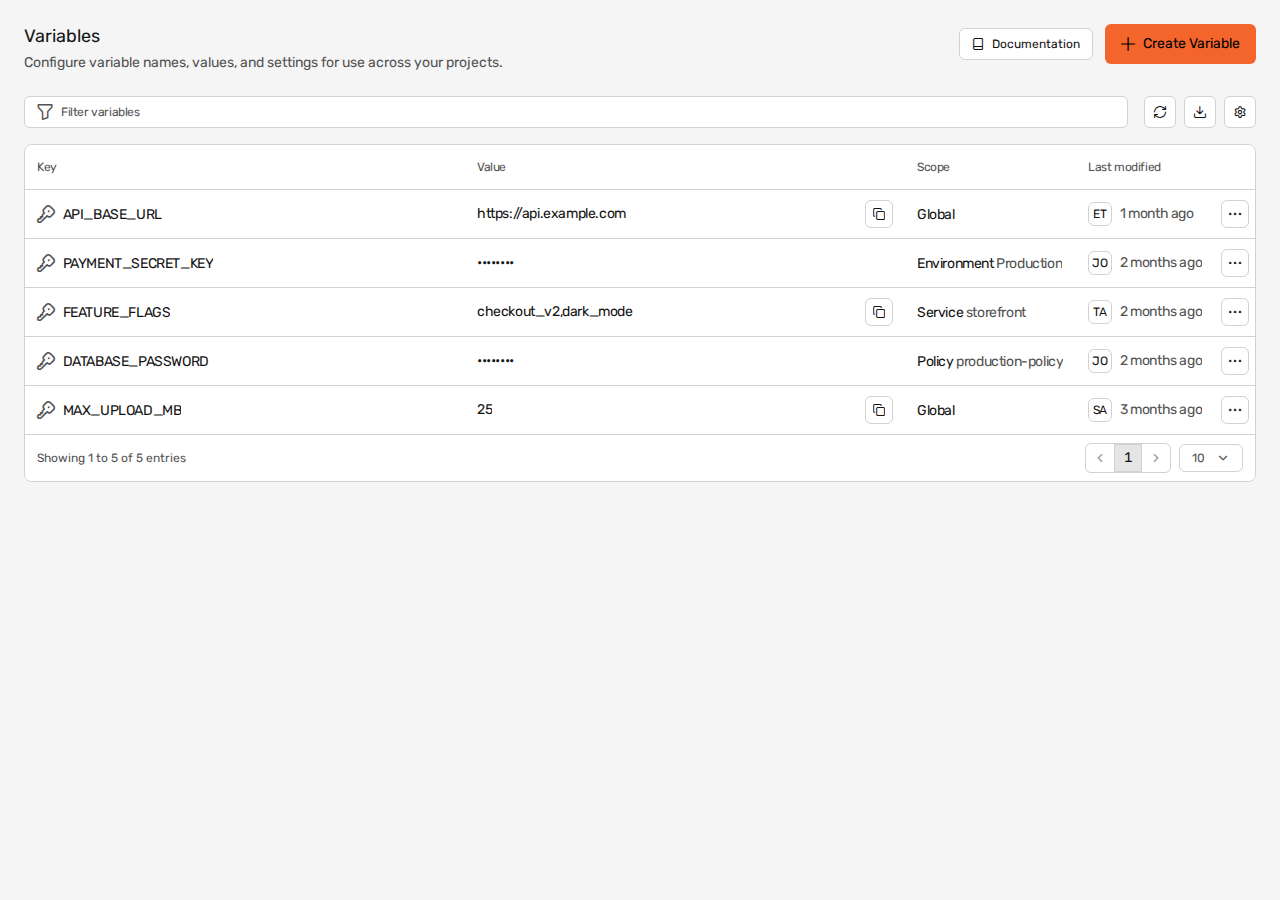 Variables
Configure variable names, values, and settings for use across your projects.
Documentation
Create Variable
Filter variables
Key Value Scope Last modified
API_BASE_URL https://api.example.com Global ET 1 month ago
PAYMENT_SECRET_KEY •••••••• Environment Production JO 2 months ago
FEATURE_FLAGS checkout_v2,dark_mode Service storefront TA 2 months ago
DATABASE_PASSWORD •••••••• Policy production-policy JO 2 months ago
MAX_UPLOAD_MB 25 Global SA 3 months ago
Showing 1 to 5 of 5 entries 1 10